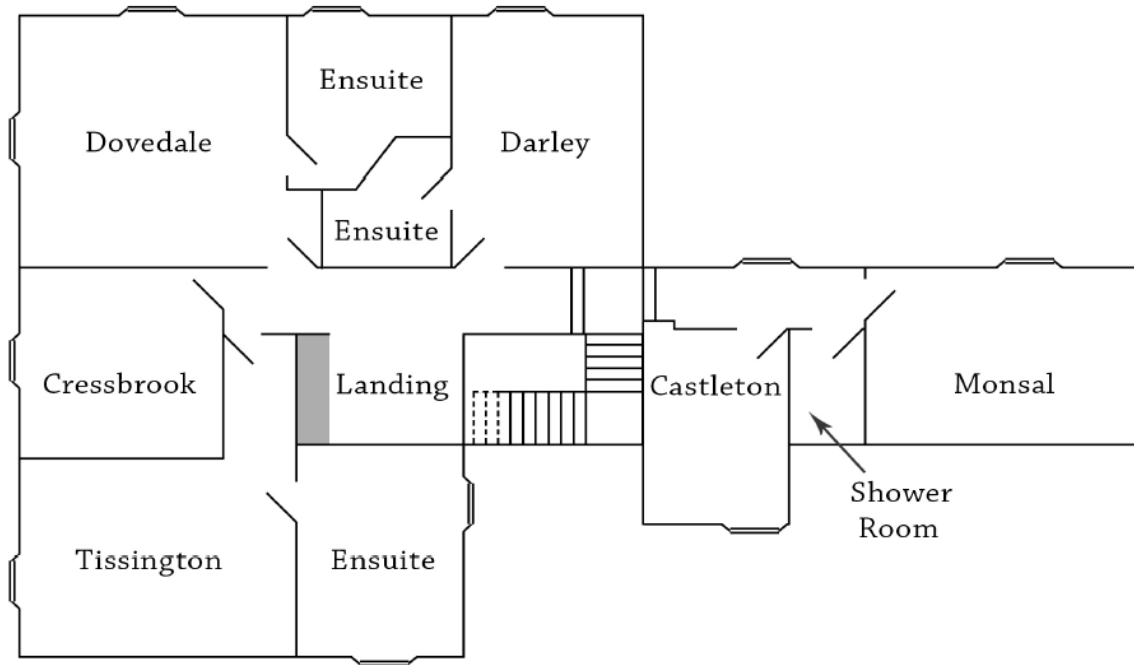 Ensuite
Dovedale
Darley
Ensuite
Cressbrook
Landing
Castleton
Monsal
Shower
Room
Tissington
Ensuite